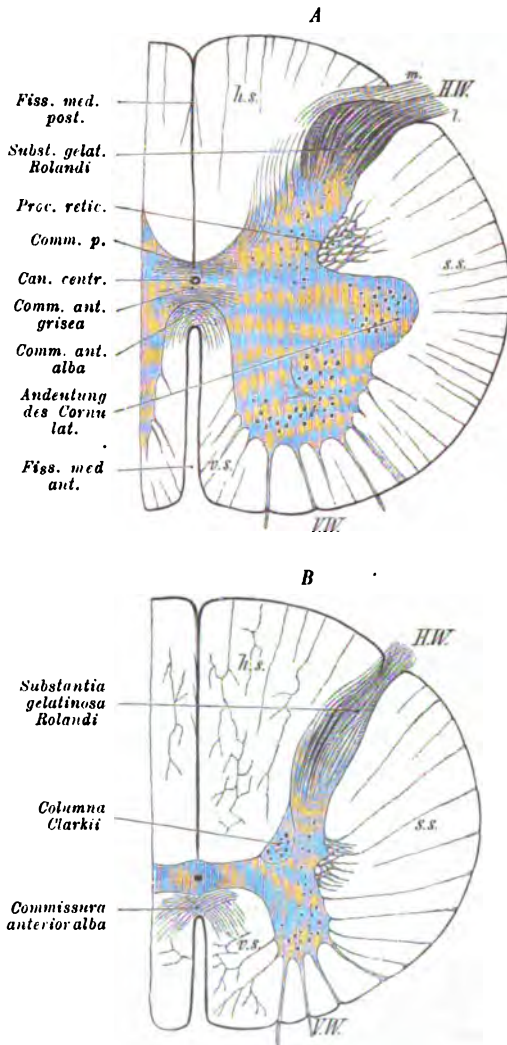 A
Fiss. med.
post.
Subst. gelat.
Rolandi
Proc. retic.
Comm. p.
Can. centr.
Comm. ant.
grisea
Comm. ant.
alba
Andeutung
des Cornu
lat.
Fiss. med
ant.
h.s.
m.
H.W.
l.
s.s.
v.s.
V.W.
B
Substantia
gelatinosa
Rolandi
Columna
Clarkii
Commissura
anterior alba
h.s.
H.W.
s.s.
v.s.
V.W.